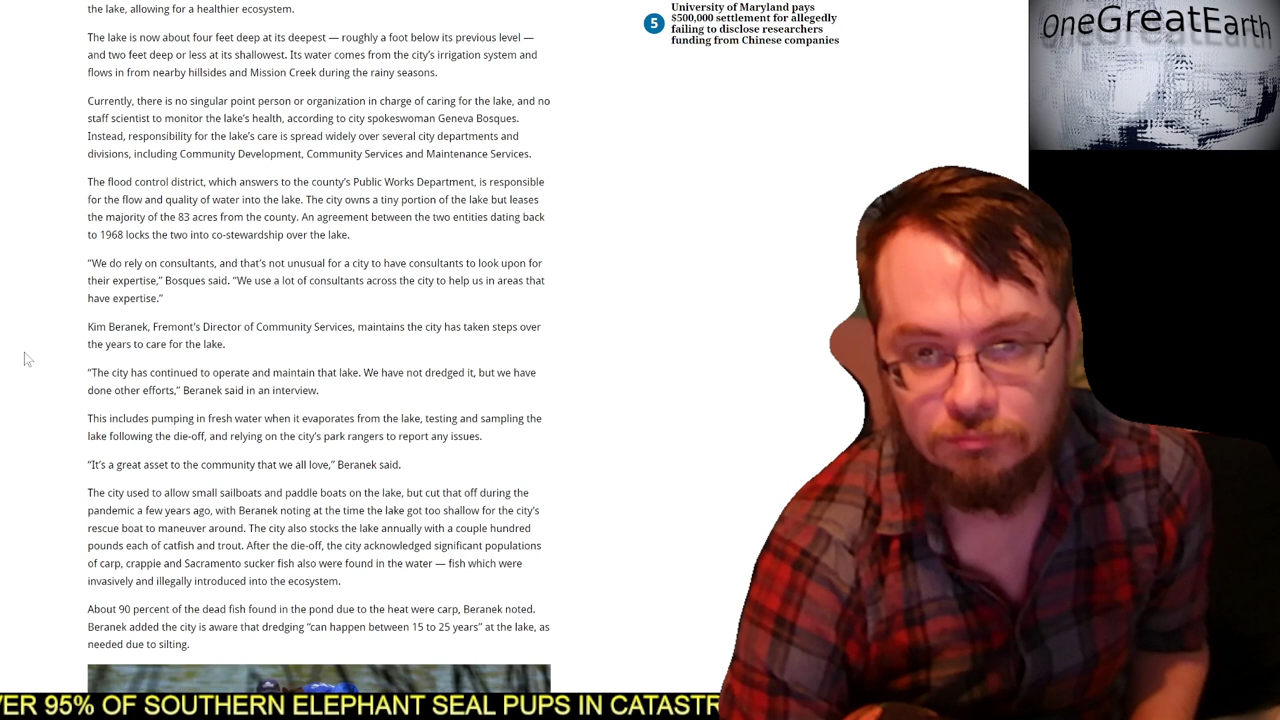 the lake, allowing for a healthier ecosystem.
The lake is now about four feet deep at its deepest — roughly a foot below its previous level —
and two feet deep or less at its shallowest. Its water comes from the city’s irrigation system and
flows in from nearby hillsides and Mission Creek during the rainy seasons.
Currently, there is no singular point person or organization in charge of caring for the lake, and no
staff scientist to monitor the lake’s health, according to city spokeswoman Geneva Bosques.
Instead, responsibility for the lake’s care is spread widely over several city departments and
divisions, including Community Development, Community Services and Maintenance Services.
The flood control district, which answers to the county’s Public Works Department, is responsible
for the flow and quality of water into the lake. The city owns a tiny portion of the lake but leases
the majority of the 83 acres from the county. An agreement between the two entities dating back
to 1968 locks the two into co-stewardship over the lake.
“We do rely on consultants, and that’s not unusual for a city to have consultants to look upon for
their expertise,” Bosques said. “We use a lot of consultants across the city to help us in areas that
have expertise.”
Kim Beranek, Fremont’s Director of Community Services, maintains the city has taken steps over
the years to care for the lake.
“The city has continued to operate and maintain that lake. We have not dredged it, but we have
done other efforts,” Beranek said in an interview.
This includes pumping in fresh water when it evaporates from the lake, testing and sampling the
lake following the die-off, and relying on the city’s park rangers to report any issues.
“It’s a great asset to the community that we all love,” Beranek said.
The city used to allow small sailboats and paddle boats on the lake, but cut that off during the
pandemic a few years ago, with Beranek noting at the time the lake got too shallow for the city’s
rescue boat to maneuver around. The city also stocks the lake annually with a couple hundred
pounds each of catfish and trout. After the die-off, the city acknowledged significant populations
of carp, crappie and Sacramento sucker fish also were found in the water — fish which were
invasively and illegally introduced into the ecosystem.
About 90 percent of the dead fish found in the pond due to the heat were carp, Beranek noted.
Beranek added the city is aware that dredging “can happen between 15 to 25 years” at the lake, as
needed due to silting.
5
University of Maryland pays
$500,000 settlement for allegedly
failing to disclose researchers
funding from Chinese companies
OneGreatEarth
VER 95% OF SOUTHERN ELEPHANT SEAL PUPS IN CATASTR